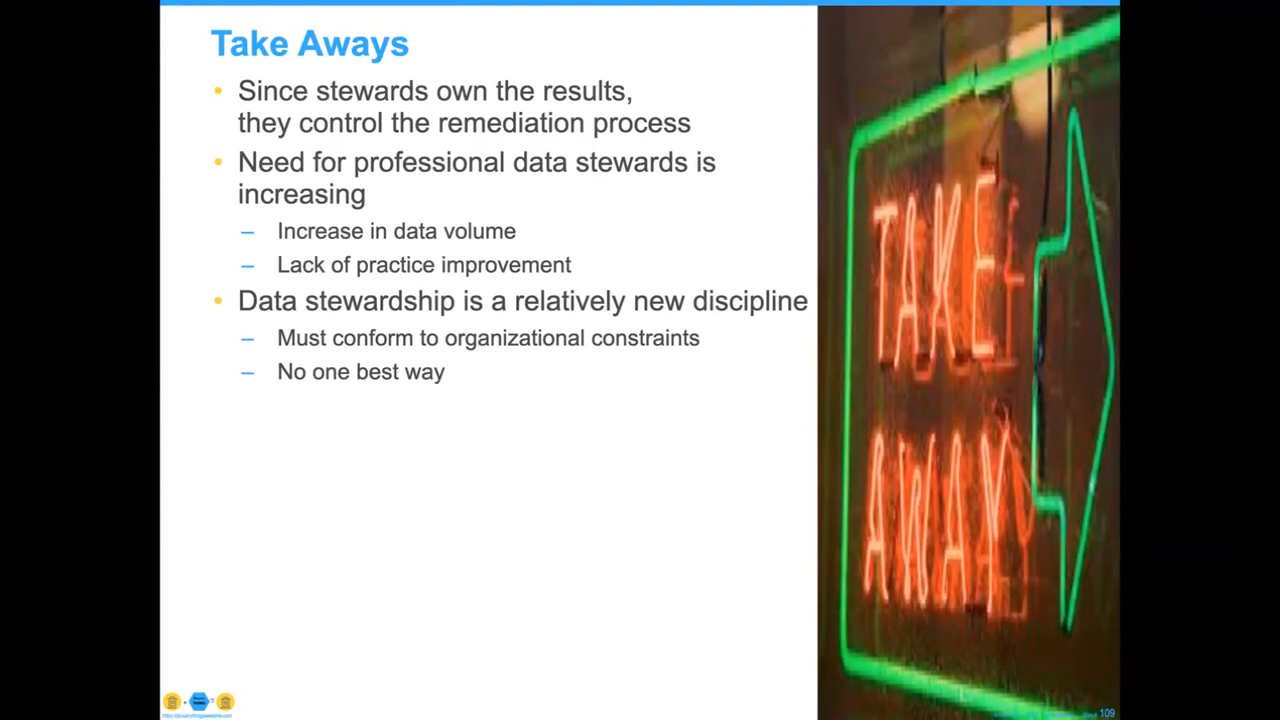 Take Aways
• Since stewards own the results,
they control the remediation process
• Need for professional data stewards is
increasing
– Increase in data volume
– Lack of practice improvement
• Data stewardship is a relatively new discipline
– Must conform to organizational constraints
– No one best way
TAKE
AWAY
109